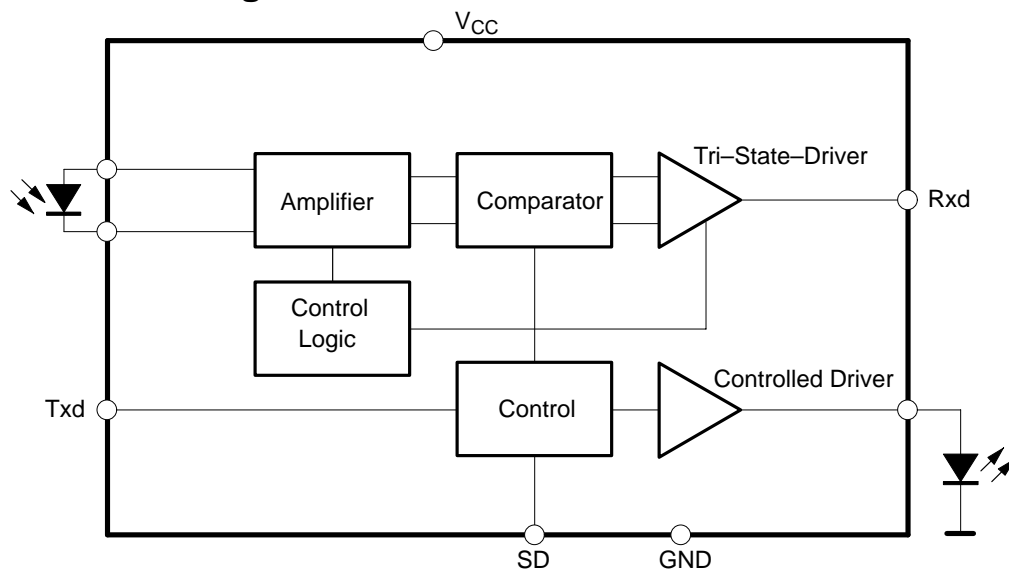 g
VCC
Tri–State–Driver
Amplifier
Comparator
Rxd
Control
Logic
Controlled Driver
Txd
Control
SD
GND